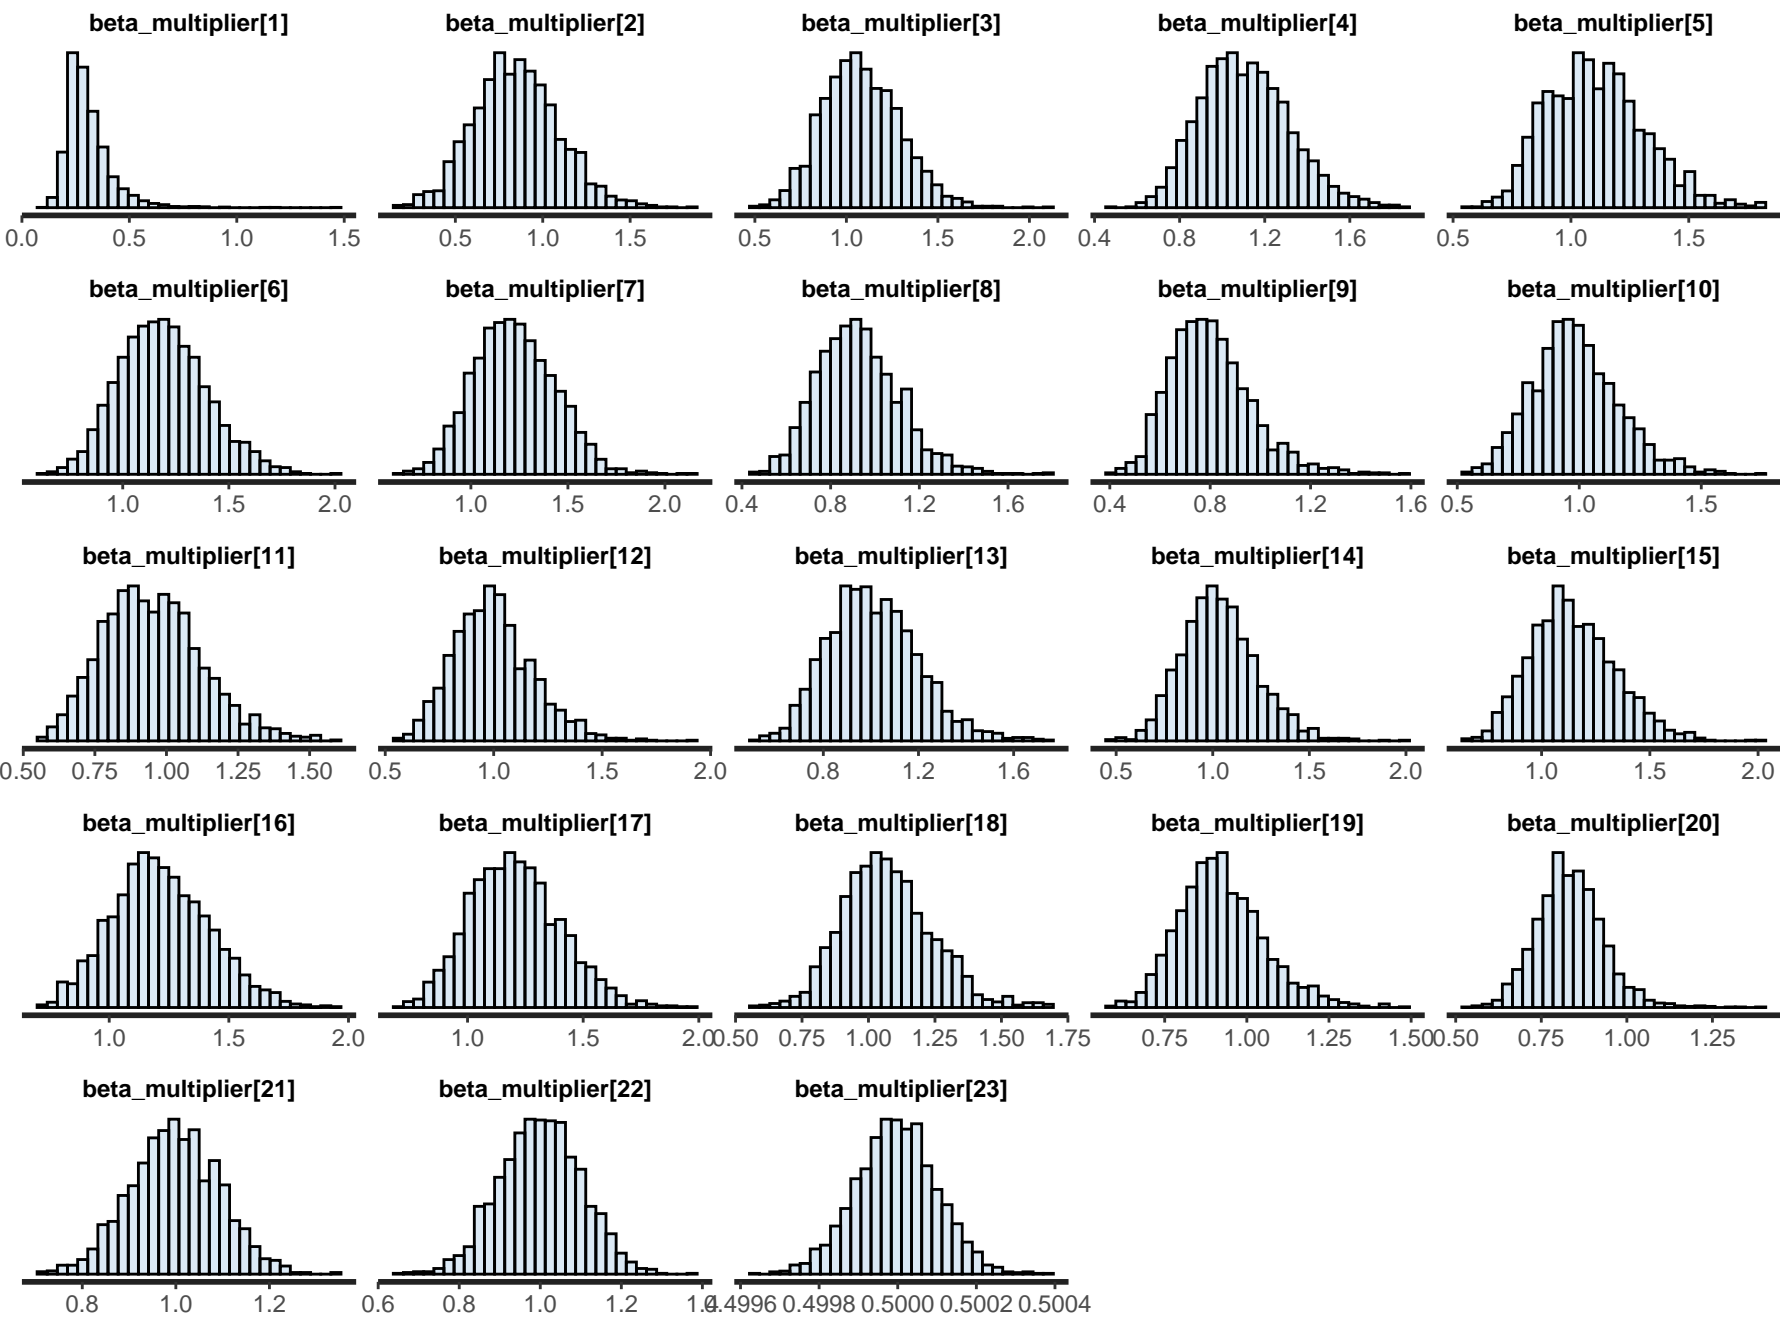 beta_multiplier[1] beta_multiplier[2] beta_multiplier[3] beta_multiplier[4] beta_multiplier[5]
0.0 0.5 1.0 1.5 0.5 1.0 1.5 0.5 1.0 1.5 2.0 0.4 0.8 1.2 1.6 0.5 1.0 1.5
beta_multiplier[6] beta_multiplier[7] beta_multiplier[8] beta_multiplier[9] beta_multiplier[10]
1.0 1.5 2.0 1.0 1.5 2.0 0.4 0.8 1.2 1.6 0.4 0.8 1.2 1.6 0.5 1.0 1.5
beta_multiplier[11] beta_multiplier[12] beta_multiplier[13] beta_multiplier[14] beta_multiplier[15]
0.50 0.75 1.00 1.25 1.50 0.5 1.0 1.5 2.0 0.8 1.2 1.6 0.5 1.0 1.5 2.0 1.0 1.5 2.0
beta_multiplier[16] beta_multiplier[17] beta_multiplier[18] beta_multiplier[19] beta_multiplier[20]
1.0 1.5 2.0 1.0 1.5 2.0 0.50 0.75 1.00 1.25 1.50 1.75 0.75 1.00 1.25 1.50 0.50 0.75 1.00 1.25
beta_multiplier[21] beta_multiplier[22] beta_multiplier[23]
0.8 1.0 1.2 0.6 0.8 1.0 1.2 1.4 0.4996 0.4998 0.5000 0.5002 0.5004